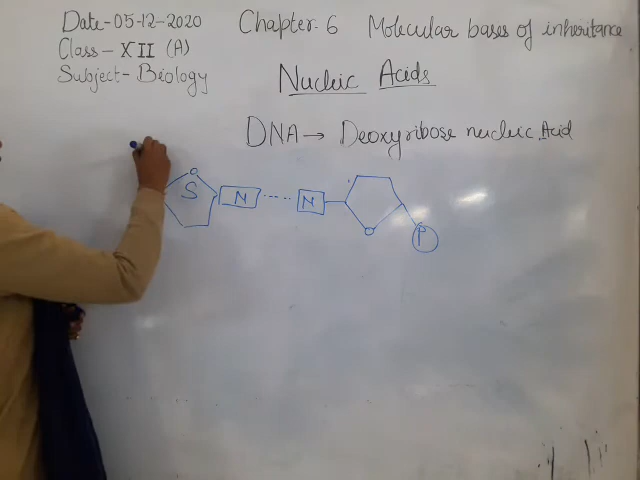 Date-05-12-2020
Chapter-6 Molecular bases of inheritance
Class-XII (A)
Subject-Biology
Nucleic Acids
DNA → Deoxyribose nucleic Acid
O
S N ---- N
O
P